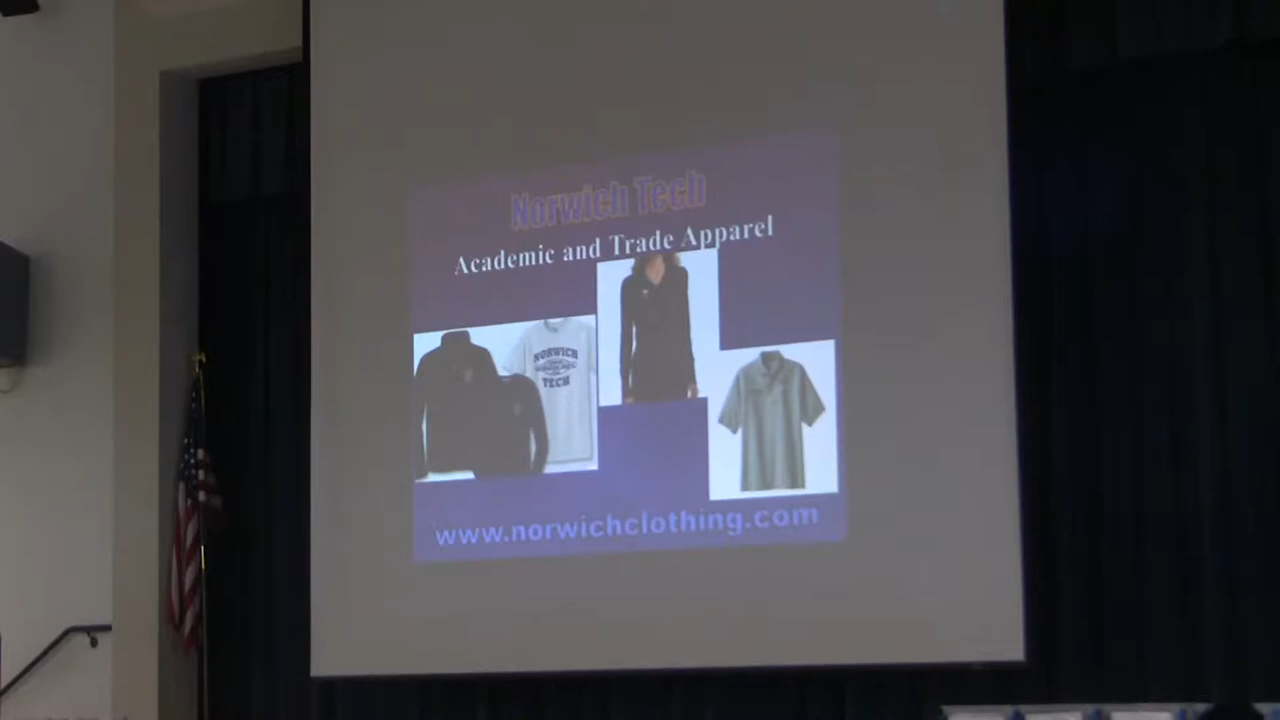 Norwich Tech
Academic and Trade Apparel
NORWICH
TECH
www.norwichclothing.com